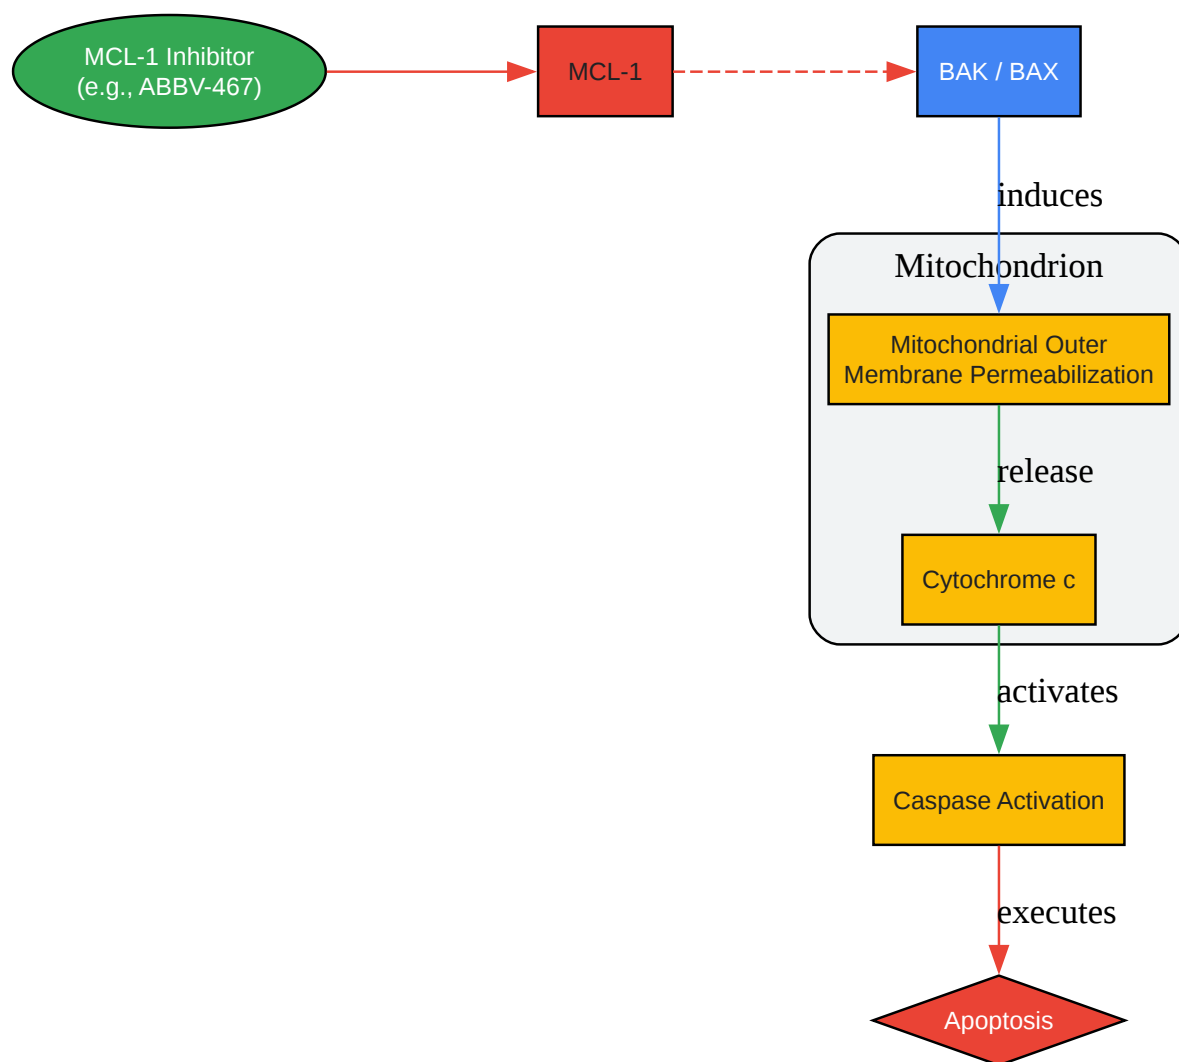 MCL-1 Inhibitor
(e.g., ABBV-467)
MCL-1
BAK / BAX
induces
Mitochondrion
Mitochondrial Outer
Membrane Permeabilization
release
Cytochrome c
activates
Caspase Activation
executes
Apoptosis